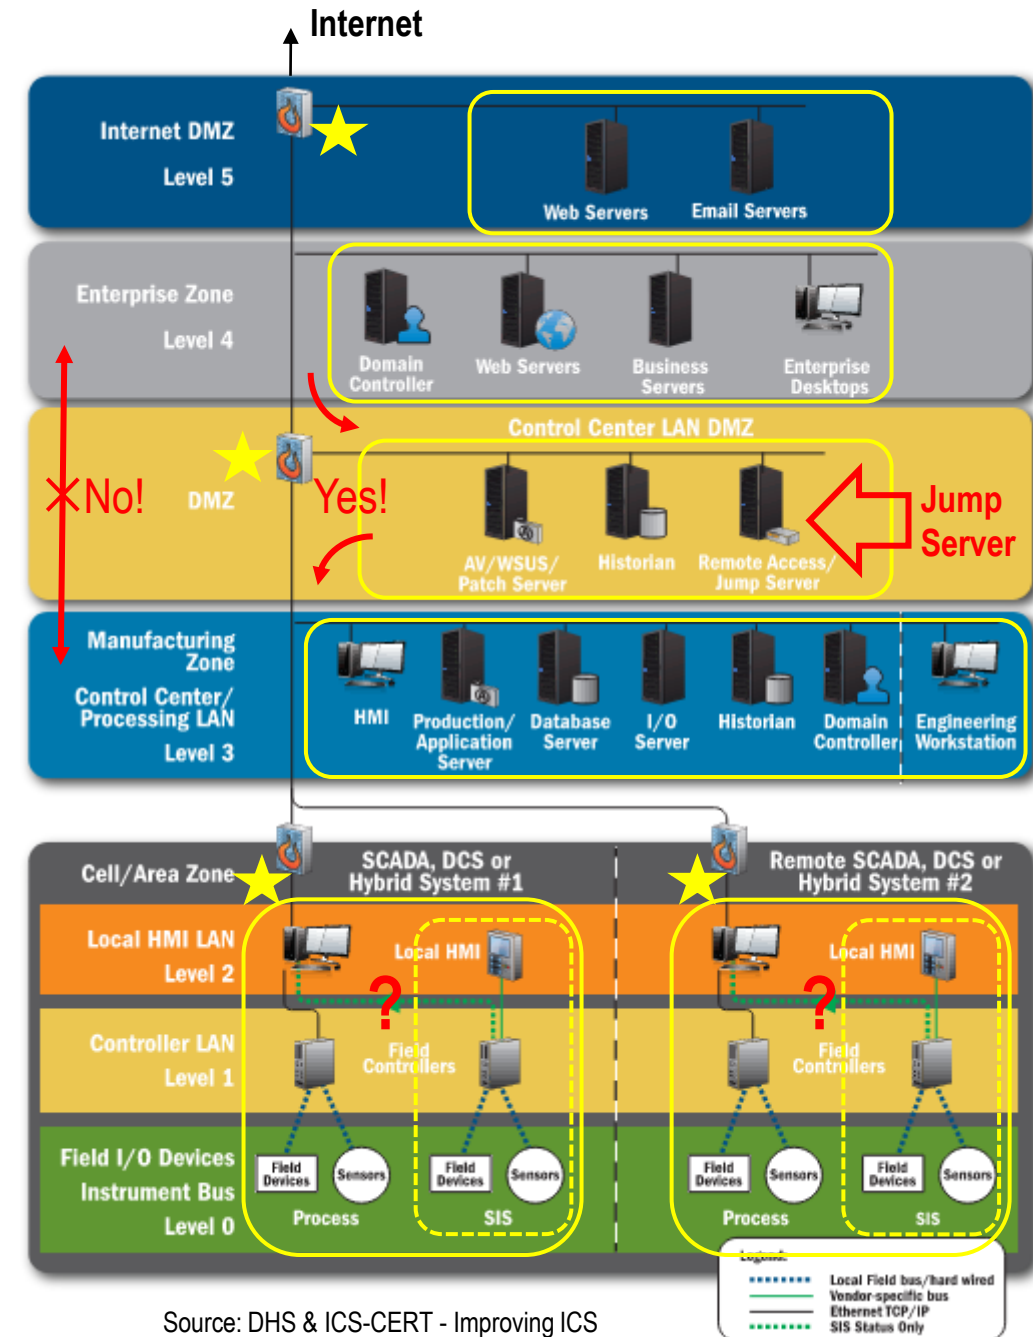 Internet
Internet DMZ
Level 5
Web Servers
Email Servers
Enterprise Zone
Level 4
Domain
Controller
Web Servers
Business
Servers
Enterprise
Desktops
Control Center LAN DMZ
No!
DMZ
Yes!
AV/WSUS/
Patch Server
Historian
Remote Access/
Jump Server
Jump
Server
Manufacturing
Zone
Control Center/
Processing LAN
Level 3
HMI
Production/
Application
Server
Database
Server
I/O
Server
Historian
Domain
Controller
Engineering
Workstation
Cell/Area Zone
SCADA, DCS or
Hybrid System #1
Remote SCADA, DCS or
Hybrid System #2
Local HMI LAN
Level 2
Local HMI
Local HMI
?
?
Controller LAN
Level 1
Field
Controllers
Field
Controllers
Field I/O Devices
Instrument Bus
Level 0
Field
Devices
Sensors
Process
Field
Devices
Sensors
SIS
Field
Devices
Sensors
Process
Field
Devices
Sensors
SIS
Legend:
Local Field bus/hard wired
Vendor-specific bus
Ethernet TCP/IP
SIS Status Only
Source: DHS & ICS-CERT - Improving ICS